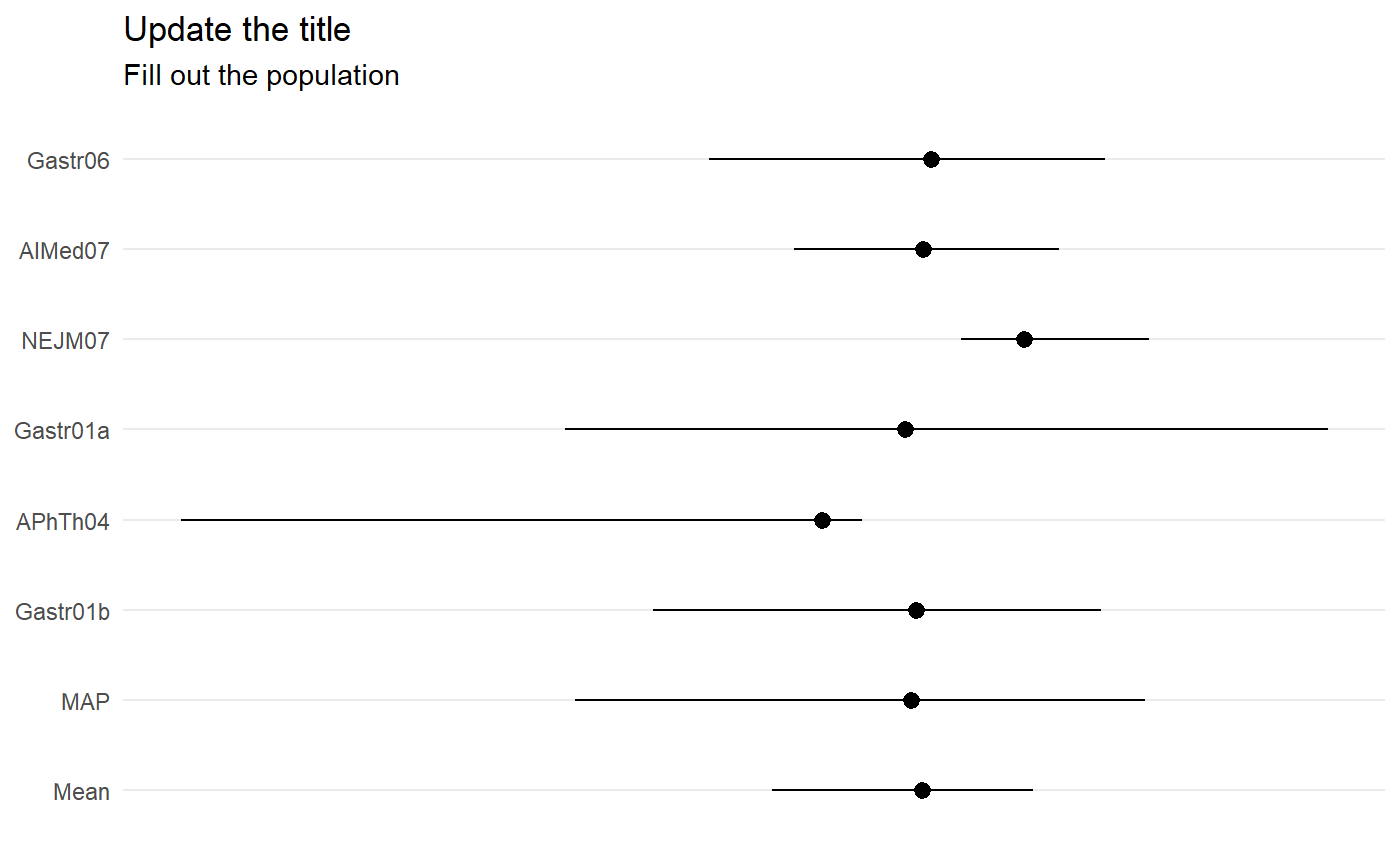 Update the title
Fill out the population
Gastr06
AIMed07
NEJM07
Gastr01a
APhTh04
Gastr01b
MAP
Mean